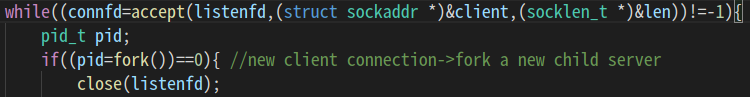 while((connfd=accept(listenfd,(struct sockaddr *)&client,(socklen_t *)&len))!=-1){
pid_t pid;
if((pid=fork())==0){ //new client connection->fork a new child server
close(listenfd);